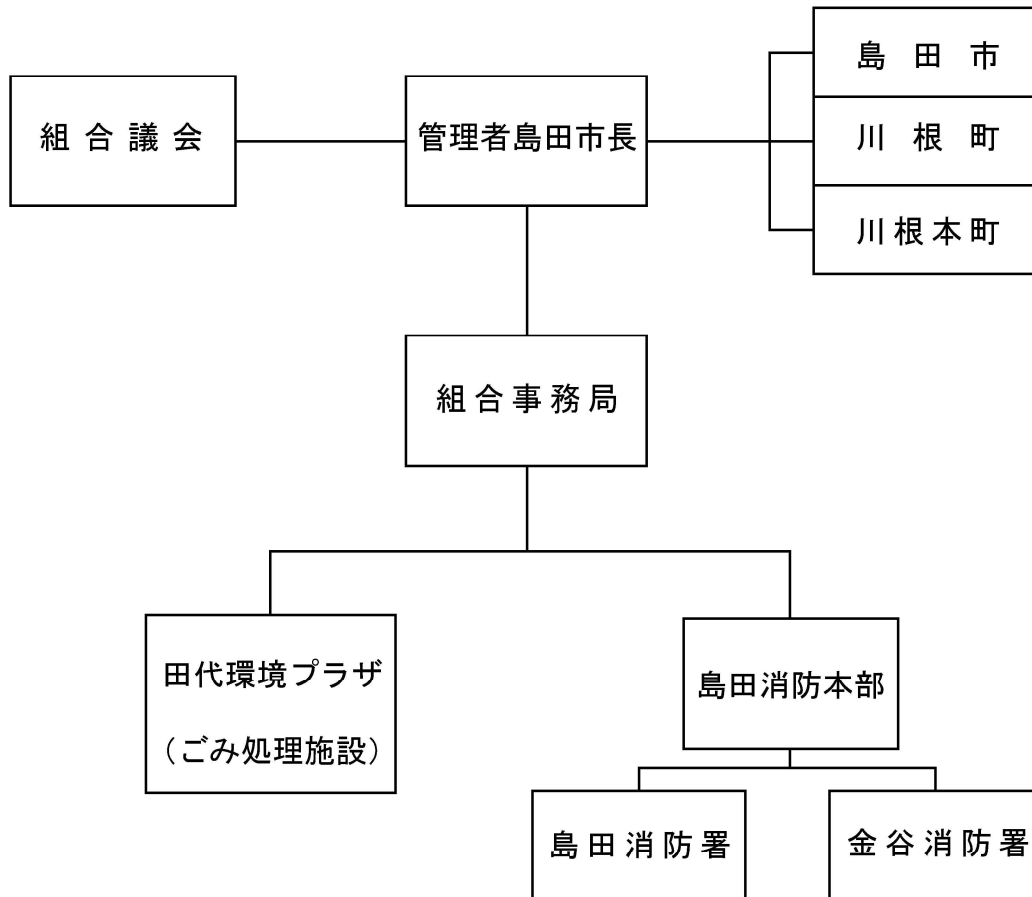 島田市
組合議会
管理者島田市長
川根町
川根本町
組合事務局
田代環境プラザ
（ごみ処理施設）
島田消防本部
島田消防署
金谷消防署